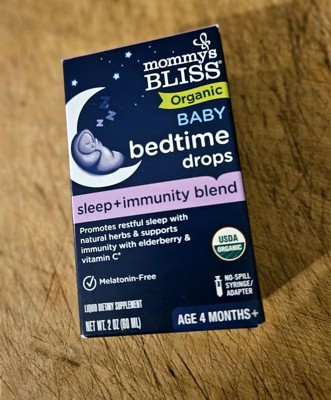 mommy's
BLISS®
Organic
BABY
bedtime
drops
sleep+immunity blend
Promotes restful sleep with
natural herbs & supports
immunity with elderberry &
vitamin C*
Melatonin-Free
USDA
ORGANIC
NO-SPILL
SYRINGE/
ADAPTER
LIQUID DIETARY SUPPLEMENT
NET WT. 2 OZ (60 ML)
AGE 4 MONTHS+
z z z